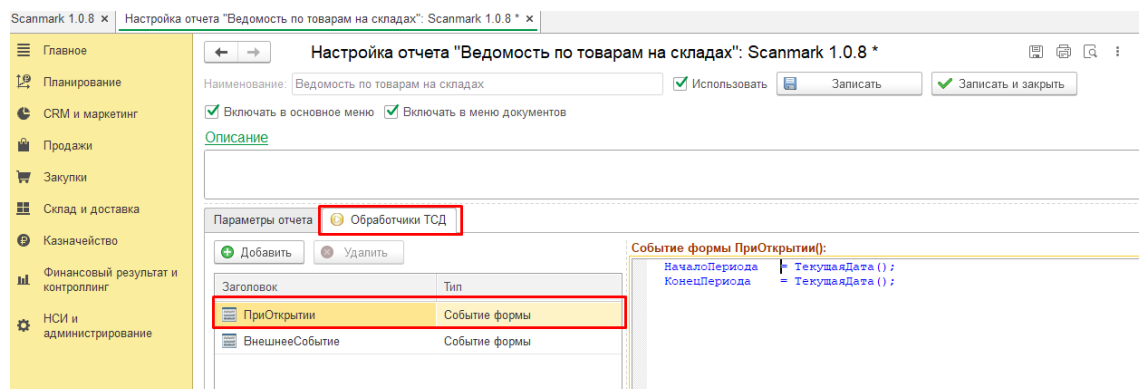 Scanmark 1.0.8 × Настройка отчета "Ведомость по товарам на складах": Scanmark 1.0.8 * ×
Главное
Планирование
CRM и маркетинг
Продажи
Закупки
Склад и доставка
Казначейство
Финансовый результат и
контроллинг
НСИ и
администрирование
Настройка отчета "Ведомость по товарам на складах": Scanmark 1.0.8 *
Наименование: Ведомость по товарам на складах Использовать Записать Записать и закрыть
Включать в основное меню Включать в меню документов
Описание
Параметры отчета Обработчики ТСД
Добавить Удалить
Заголовок Тип
ПриОткрытии Событие формы
ВнешнееСобытие Событие формы
Событие формы ПриОткрытии():
НачалоПериода = ТекущаяДата();
КонецПериода = ТекущаяДата();